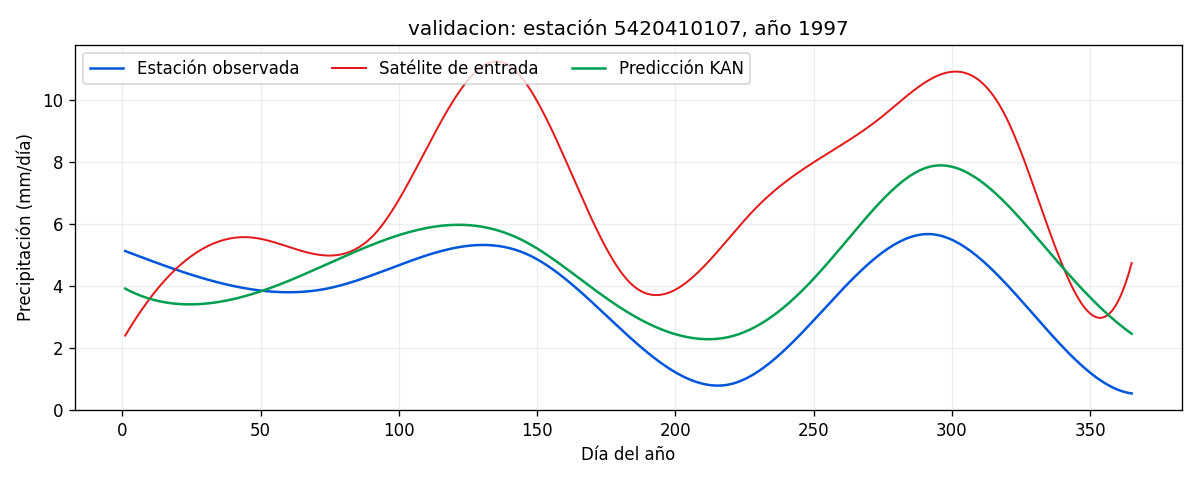 validacion: estación 5420410107, año 1997
Estación observada
Satélite de entrada
Predicción KAN
Precipitación (mm/día)
10
8
6
4
2
0
0 50 100 150 200 250 300 350
Día del año